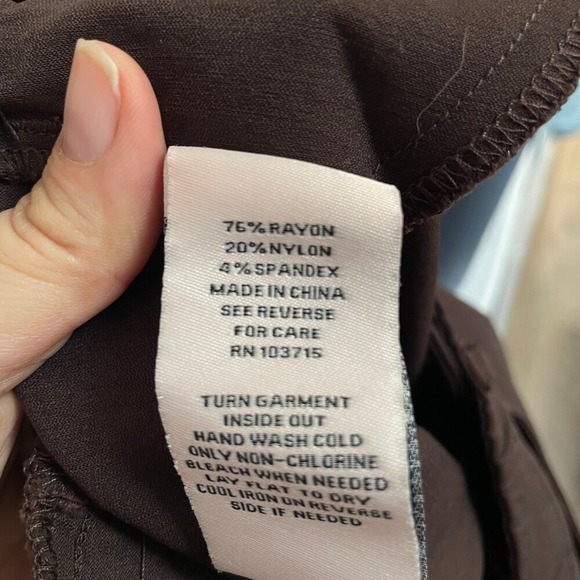 76% RAYON
20% NYLON
4% SPANDEX
MADE IN CHINA
SEE REVERSE
FOR CARE
RN 103715
TURN GARMENT
INSIDE OUT
HAND WASH COLD
ONLY NON-CHLORINE
BLEACH WHEN NEEDED
LAY FLAT TO DRY
COOL IRON ON REVERSE
SIDE IF NEEDED